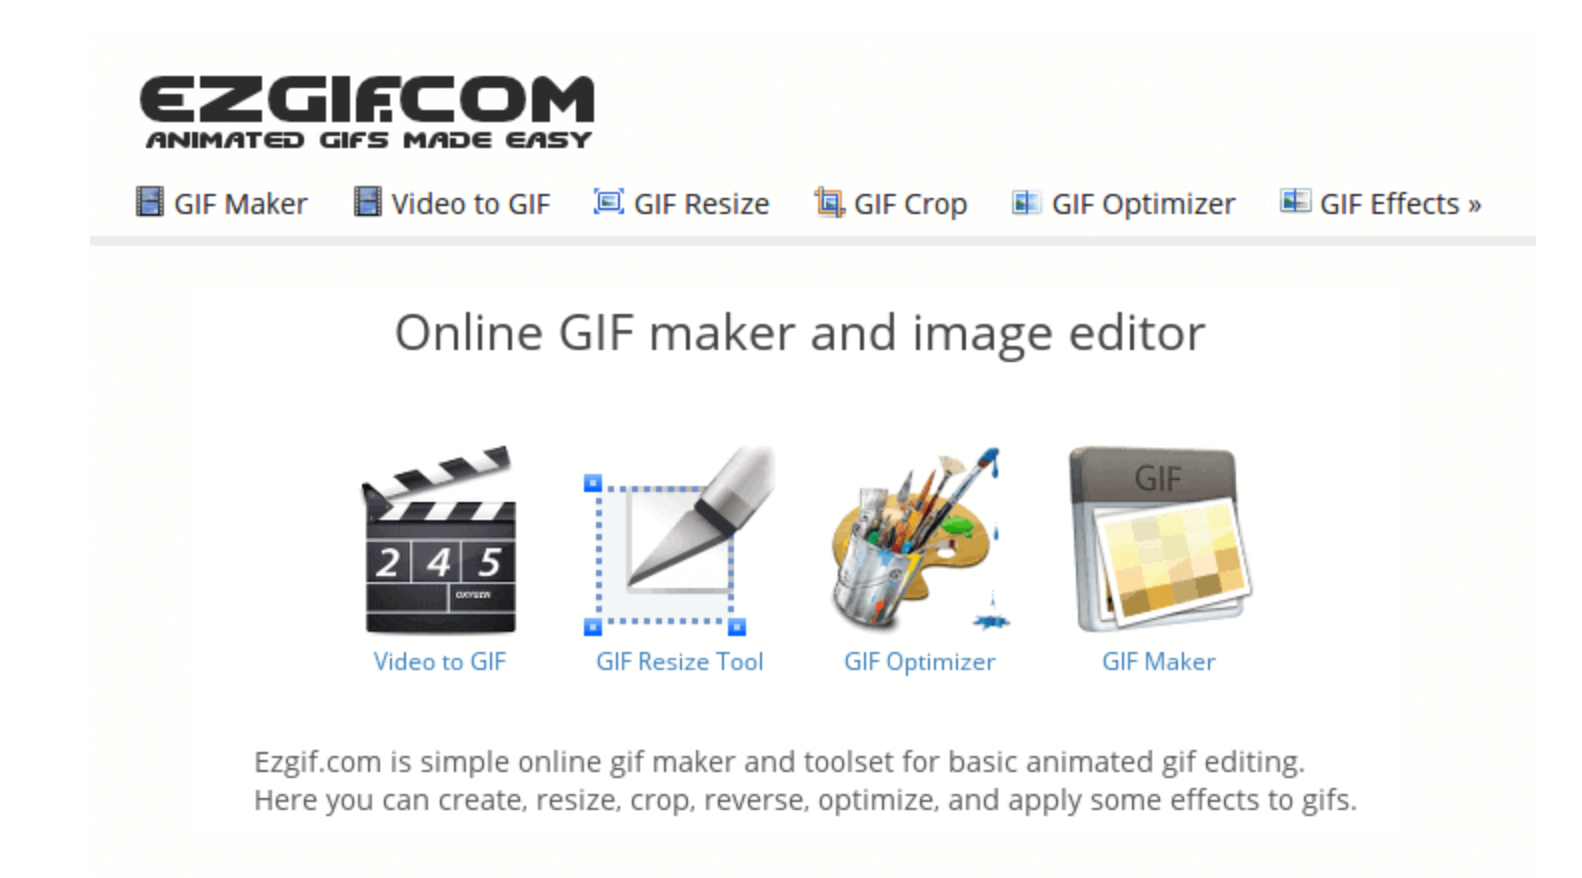 EZGIF.COM
ANIMATED GIFS MADE EASY
GIF Maker Video to GIF GIF Resize GIF Crop GIF Optimizer GIF Effects »
Online GIF maker and image editor
GIF
2 4 5
OXYGEN
Video to GIF GIF Resize Tool GIF Optimizer GIF Maker
Ezgif.com is simple online gif maker and toolset for basic animated gif editing.
Here you can create, resize, crop, reverse, optimize, and apply some effects to gifs.